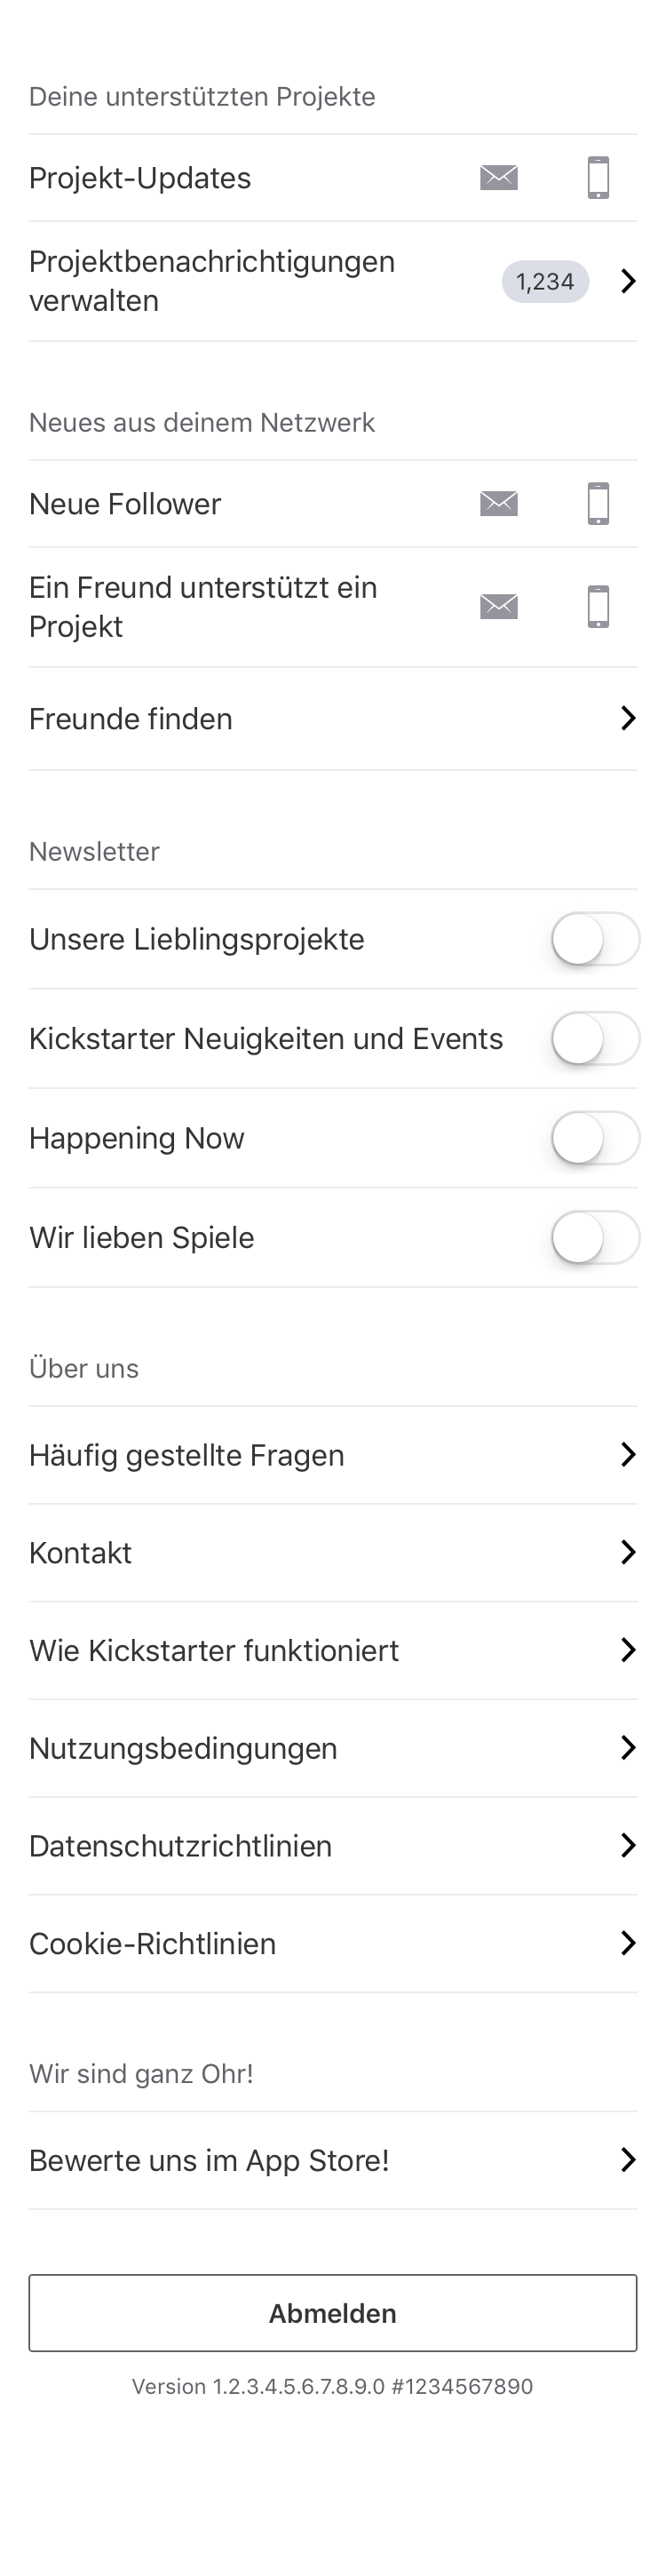 Deine unterstützten Projekte
Projekt-Updates
Projektbenachrichtigungen
verwalten
1,234
Neues aus deinem Netzwerk
Neue Follower
Ein Freund unterstützt ein
Projekt
Freunde finden
Newsletter
Unsere Lieblingsprojekte
Kickstarter Neuigkeiten und Events
Happening Now
Wir lieben Spiele
Über uns
Häufig gestellte Fragen
Kontakt
Wie Kickstarter funktioniert
Nutzungsbedingungen
Datenschutzrichtlinien
Cookie-Richtlinien
Wir sind ganz Ohr!
Bewerte uns im App Store!
Abmelden
Version 1.2.3.4.5.6.7.8.9.0 #1234567890